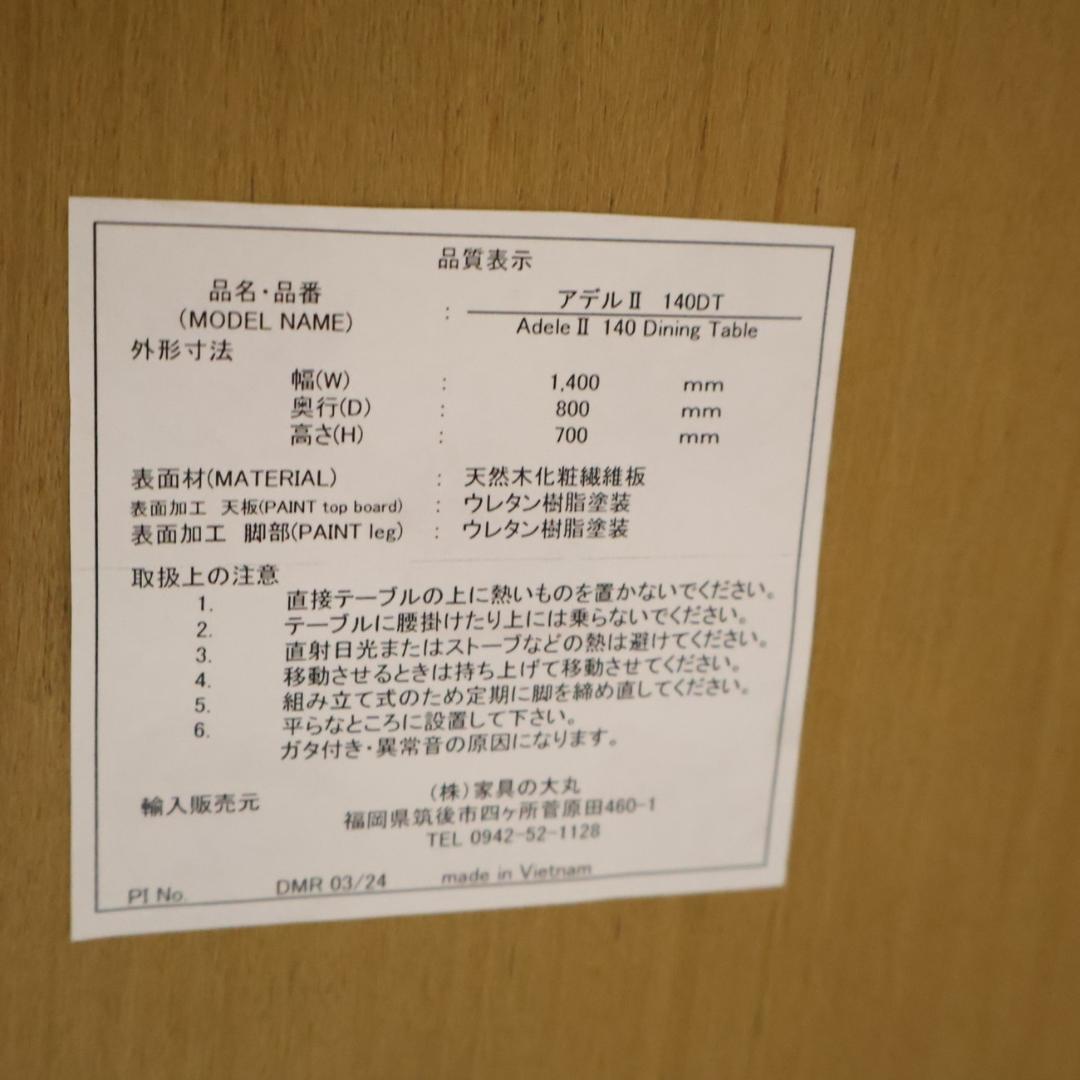 品質表示
品名・品番 : アデルⅡ 140DT
(MODEL NAME) Adele Ⅱ 140 Dining Table
外形寸法
幅(W) : 1,400 mm
奥行(D) : 800 mm
高さ(H) : 700 mm
表面材(MATERIAL) : 天然木化粧繊維板
表面加工 天板(PAINT top board) : ウレタン樹脂塗装
表面加工 脚部(PAINT leg) : ウレタン樹脂塗装
取扱上の注意
1. 直接テーブルの上に熱いものを置かないでください。
2. テーブルに腰掛けたり上には乗らないでください。
3. 直射日光またはストーブなどの熱は避けてください。
4. 移動させるときは持ち上げて移動させてください。
5. 組み立て式のため定期に脚を締め直してください。
6. 平らなところに設置して下さい。
ガタ付き・異常音の原因になります。
輸入販売元 (株)家具の大丸
福岡県筑後市四ヶ所菅原田460-1
TEL 0942-52-1128
PI No. DMR 03/24 made in Vietnam